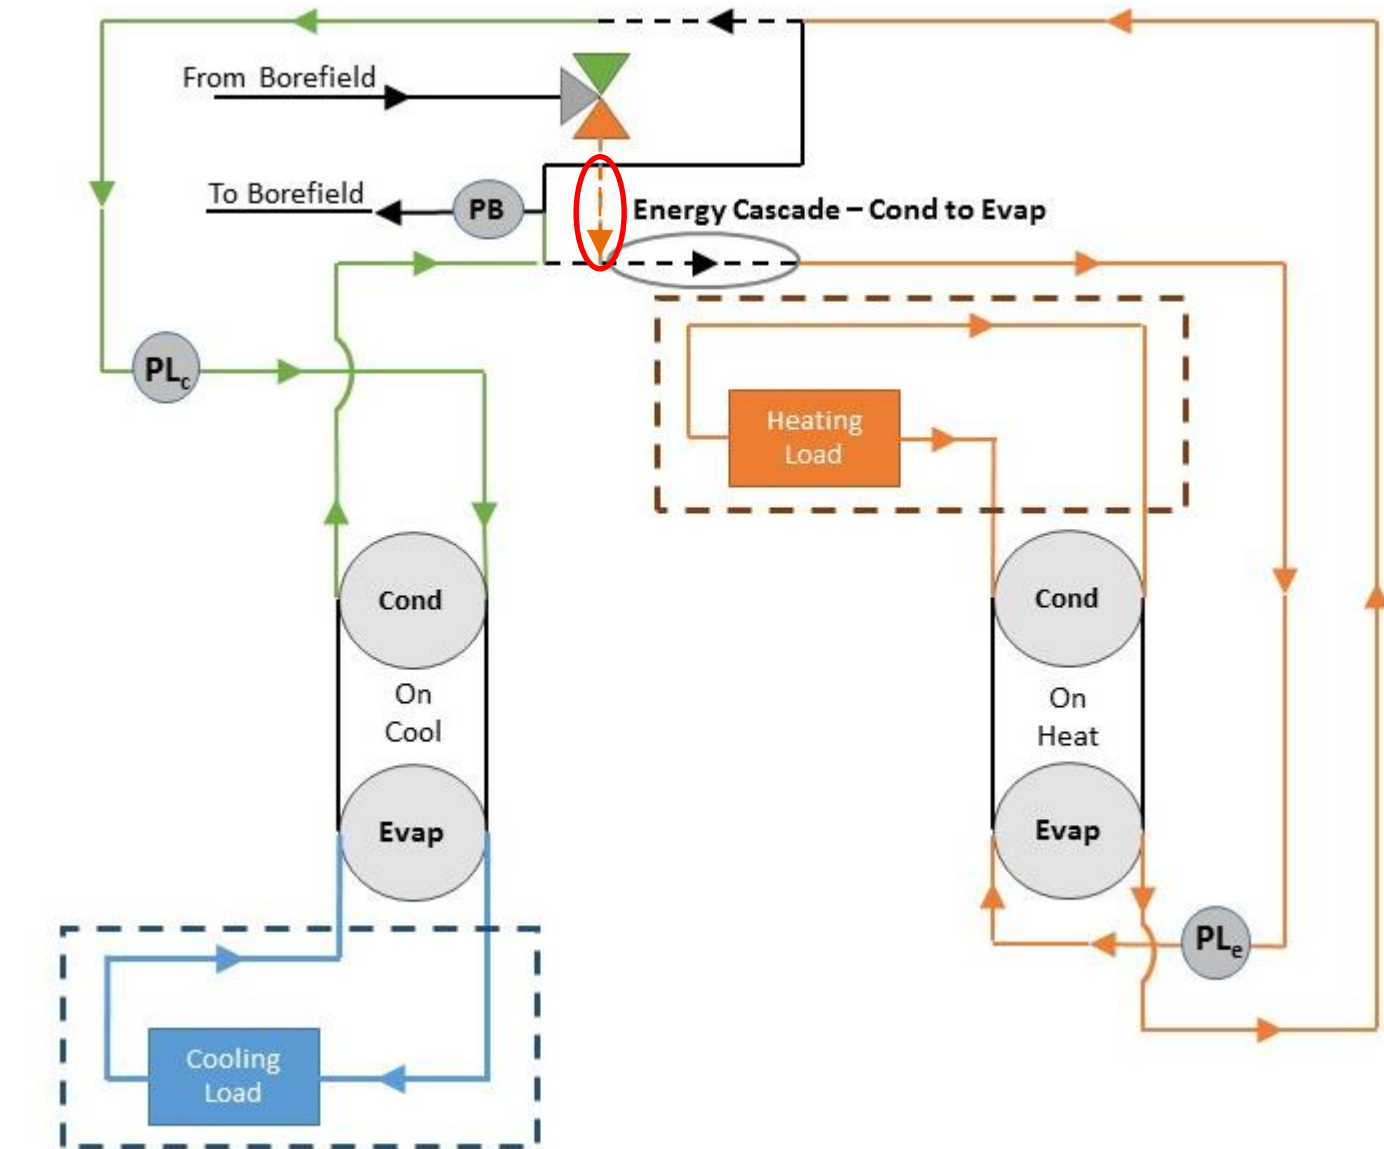 From Borefield
To Borefield
PB
Energy Cascade – Cond to Evap
PLc
Heating
Load
Cond
Cond
On
Cool
On
Heat
Evap
Evap
PLe
Cooling
Load